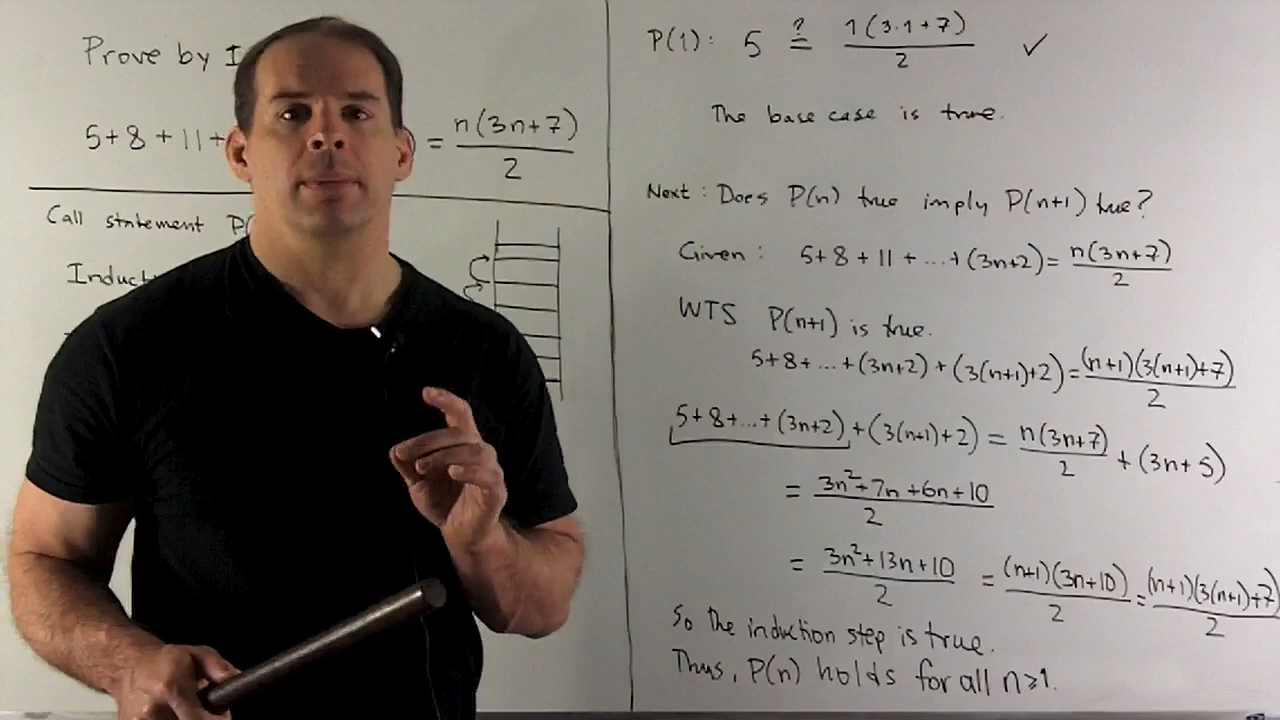 Prove by I
5+8+11+ = n(3n+7)/2
Call statement P(
Induct
P(1): 5 ≟ 1(3·1+7)/2 ✓
The base case is true.
Next: Does P(n) true imply P(n+1) true?
Given: 5+8+11+...+(3n+2)= n(3n+7)/2
WTS P(n+1) is true.
5+8+...+(3n+2)+(3(n+1)+2)=(n+1)(3(n+1)+7)/2
5+8+...+(3n+2)+(3(n+1)+2) = n(3n+7)/2 + (3n+5)
= 3n²+7n+6n+10/2
= 3n²+13n+10/2 = (n+1)(3n+10)/2 = (n+1)(3(n+1)+7)/2
So the induction step is true.
Thus, P(n) holds for all n≥1.